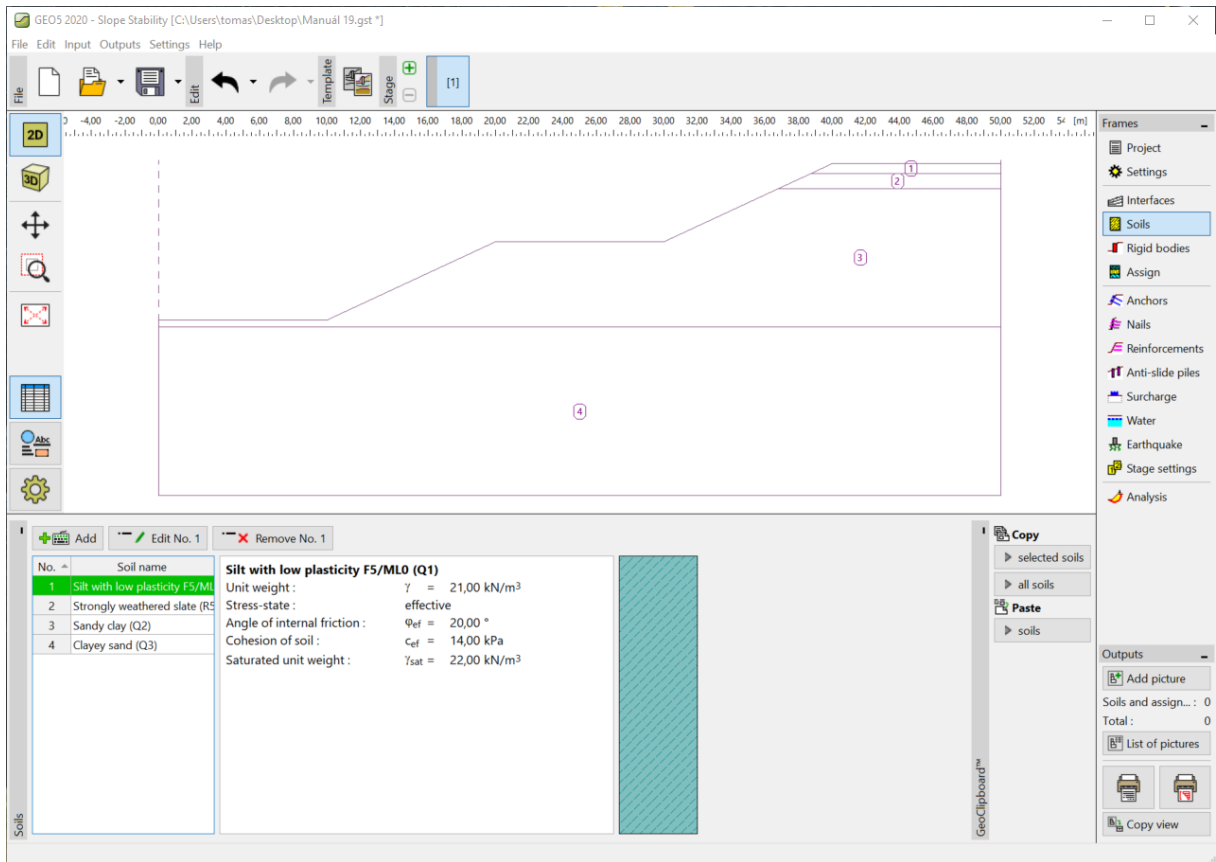 GEO5 2020 - Slope Stability [C:\Users\tomas\Desktop\Manuál 19.gst *]
File Edit Input Outputs Settings Help
File
Edit
Template
Stage
[1]
2D
-4,00 -2,00 0,00 2,00 4,00 6,00 8,00 10,00 12,00 14,00 16,00 18,00 20,00 22,00 24,00 26,00 28,00 30,00 32,00 34,00 36,00 38,00 40,00 42,00 44,00 46,00 48,00 50,00 52,00 [m]
3D
Abc
1
2
3
4
Frames
Project
Settings
Interfaces
Soils
Rigid bodies
Assign
Anchors
Nails
Reinforcements
Anti-slide piles
Surcharge
Water
Earthquake
Stage settings
Analysis
Soils
Add Edit No. 1 Remove No. 1
No. Soil name
1 Silt with low plasticity F5/ML
2 Strongly weathered slate (R5
3 Sandy clay (Q2)
4 Clayey sand (Q3)
Silt with low plasticity F5/ML0 (Q1)
Unit weight : γ = 21,00 kN/m³
Stress-state : effective
Angle of internal friction : φef = 20,00 °
Cohesion of soil : cef = 14,00 kPa
Saturated unit weight : γsat = 22,00 kN/m³
GeoClipboard™
Copy
selected soils
all soils
Paste
soils
Outputs
Add picture
Soils and assign... : 0
Total : 0
List of pictures
Copy view